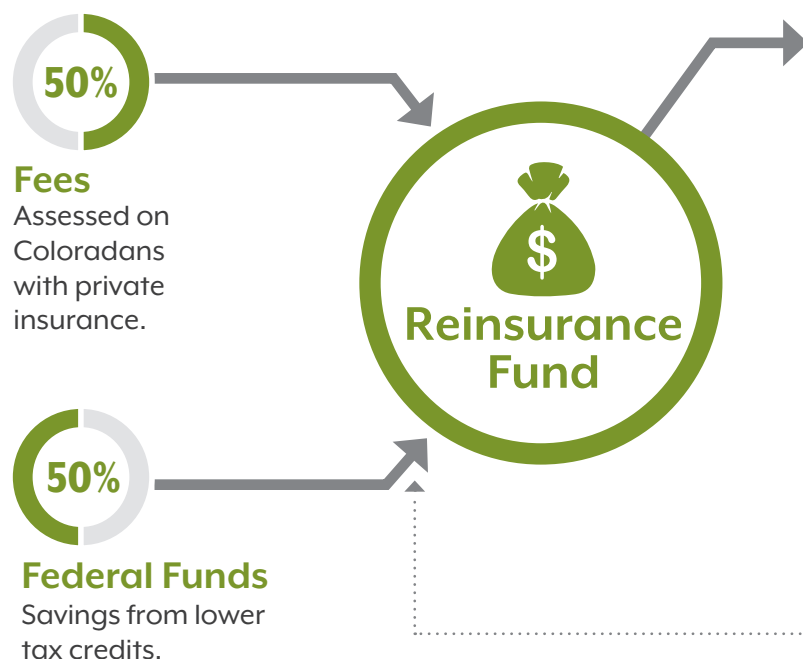 50%
Fees
Assessed on
Coloradans
with private
insurance.
$
Reinsurance
Fund
50%
Federal Funds
Savings from lower
tax credits.